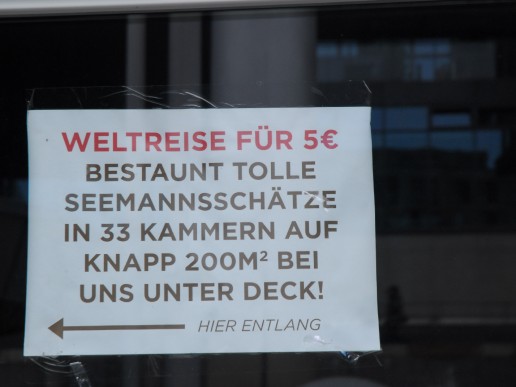 WELTREISE FÜR 5€
BESTAUNT TOLLE
SEEMANNSSCHÄTZE
IN 33 KAMMERN AUF
KNAPP 200M² BEI
UNS UNTER DECK!
HIER ENTLANG